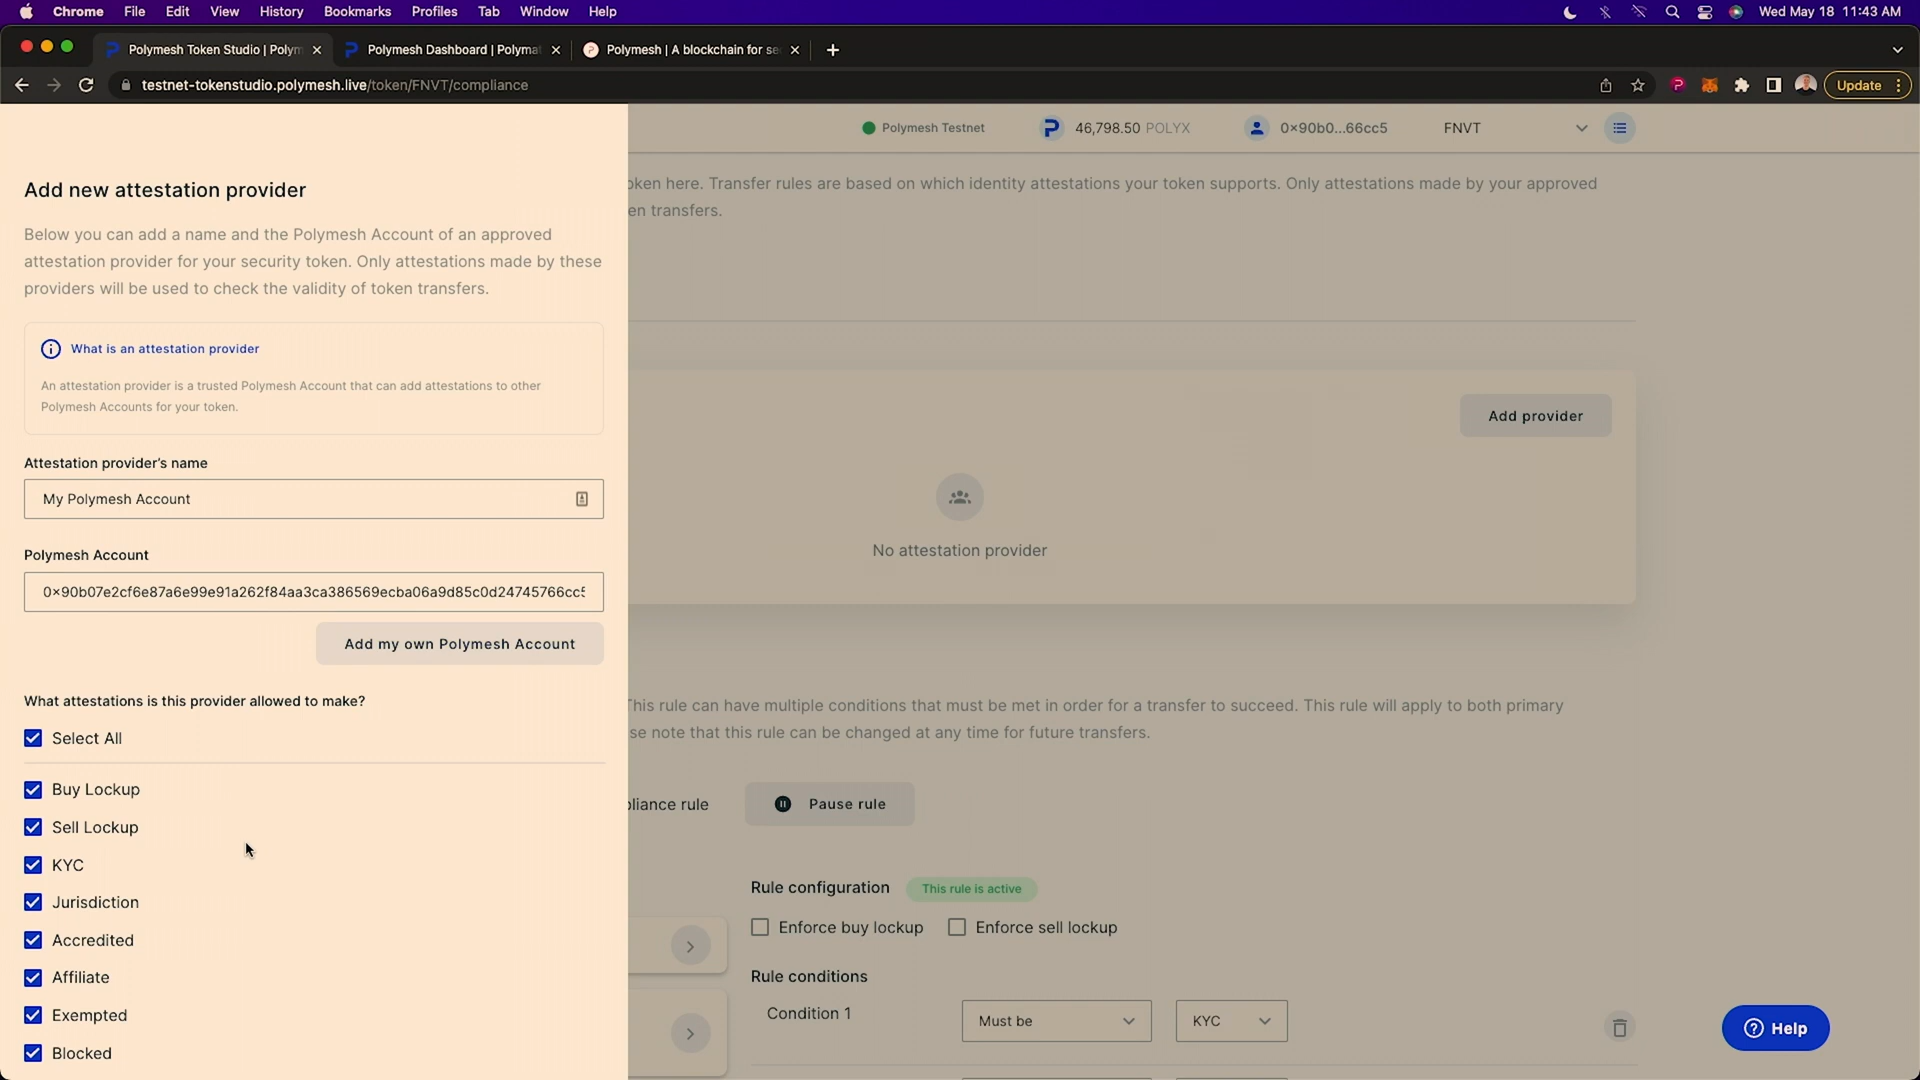 Chrome File Edit View History Bookmarks Profiles Tab Window Help Wed May 18 11:43 AM
Polymesh Token Studio | Polym Polymesh Dashboard | Polymat Polymesh | A blockchain for se
testnet-tokenstudio.polymesh.live/token/FNVT/compliance Update
Polymesh Testnet 46,798.50 POLYX 0×90b0...66cc5 FNVT
Add new attestation provider
Below you can add a name and the Polymesh Account of an approved
attestation provider for your security token. Only attestations made by these
providers will be used to check the validity of token transfers.
What is an attestation provider
An attestation provider is a trusted Polymesh Account that can add attestations to other
Polymesh Accounts for your token.
Attestation provider's name
My Polymesh Account
Polymesh Account
0×90b07e2cf6e87a6e99e91a262f84aa3ca386569ecba06a9d85c0d24745766cc5
Add my own Polymesh Account
What attestations is this provider allowed to make?
Select All
Buy Lockup
Sell Lockup
KYC
Jurisdiction
Accredited
Affiliate
Exempted
Blocked
oken here. Transfer rules are based on which identity attestations your token supports. Only attestations made by your approved
en transfers.
Add provider
No attestation provider
This rule can have multiple conditions that must be met in order for a transfer to succeed. This rule will apply to both primary
se note that this rule can be changed at any time for future transfers.
pliance rule Pause rule
Rule configuration This rule is active
Enforce buy lockup Enforce sell lockup
Rule conditions
Condition 1 Must be KYC
Help